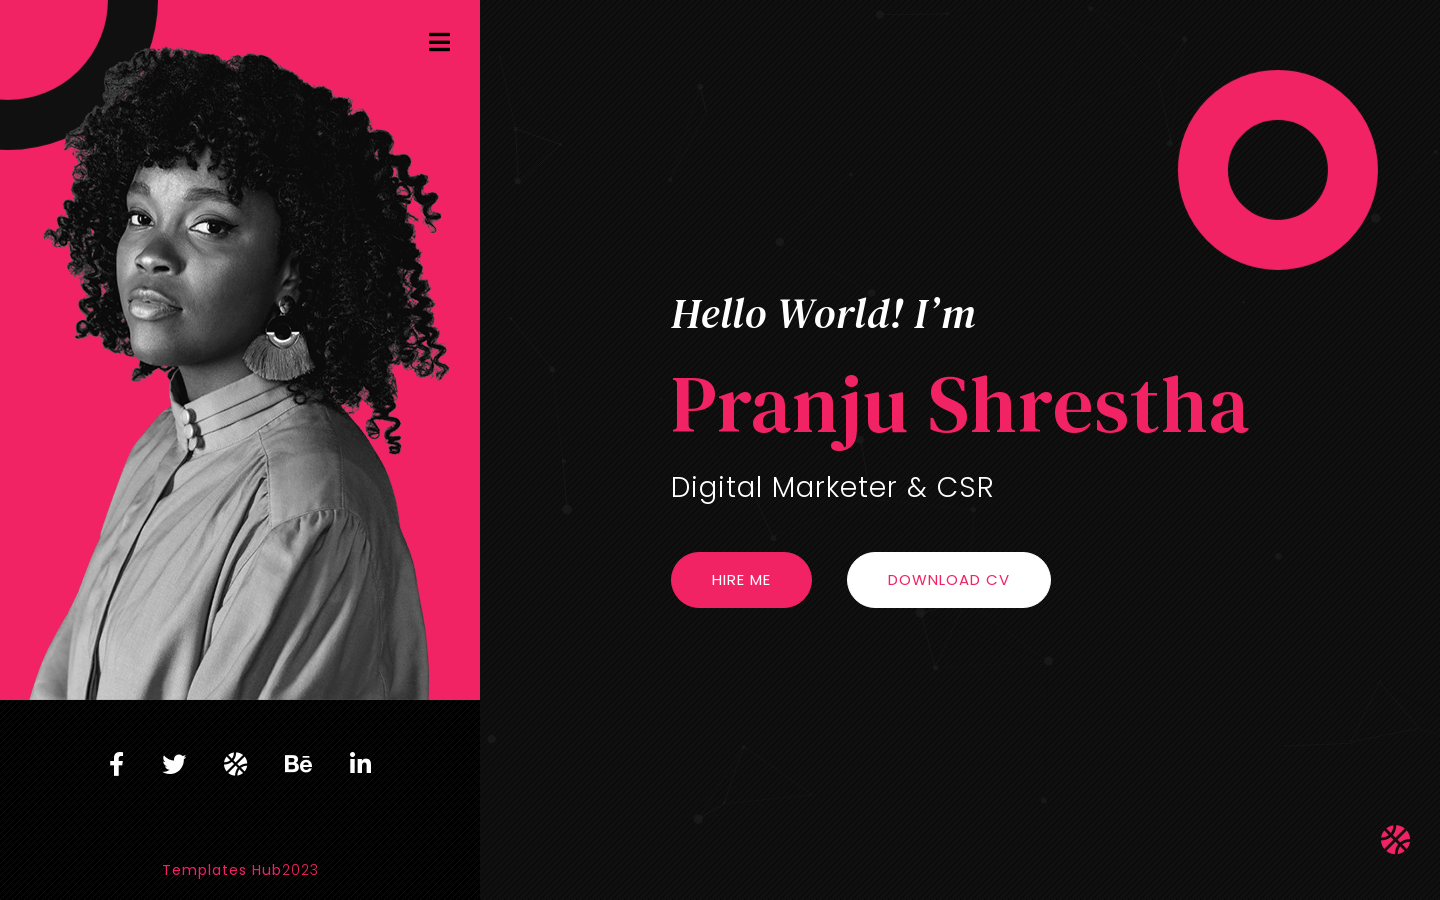 Hello World! I’m
Pranju Shrestha
Digital Marketer & CSR
HIRE ME
DOWNLOAD CV
Bē
in
Templates Hub2023